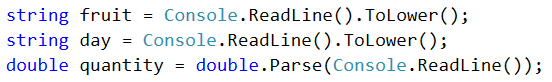 string fruit = Console.ReadLine().ToLower();
string day = Console.ReadLine().ToLower();
double quantity = double.Parse(Console.ReadLine());